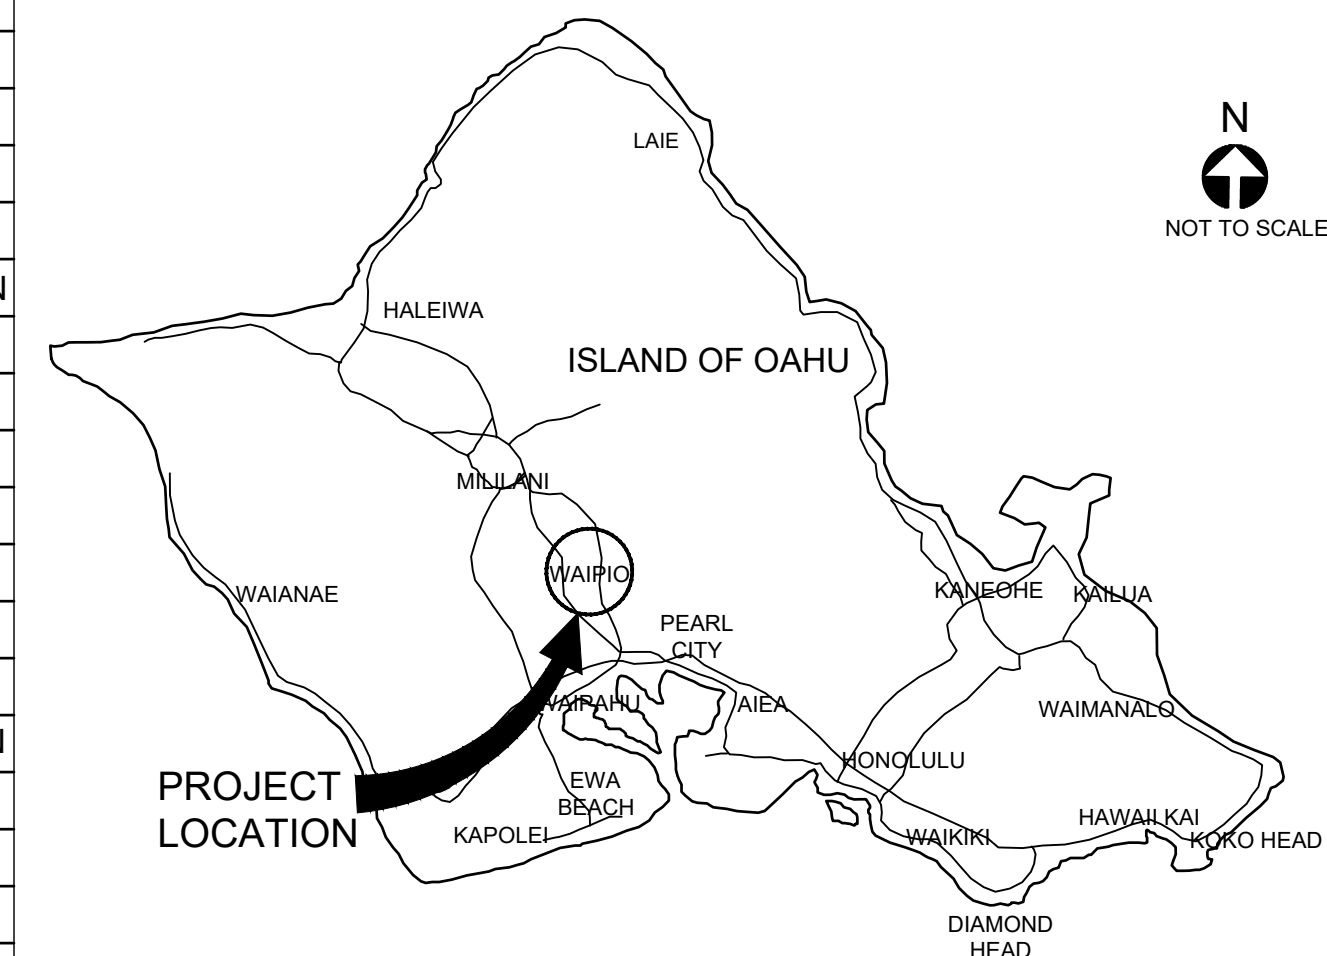 N
LAIE
NOT TO SCALE
HALEIWA
ISLAND OF OAHU
MILILANI
WAIPIO
WAIANAE
KANEOHE
KAILUA
PEARL
CITY
WAIPAHU
AIEA
WAIMANALO
HONOLULU
PROJECT
LOCATION
EWA
BEACH
KAPOLEI
HAWAII KAI
WAIKIKI
KOKO HEAD
DIAMOND
HEAD